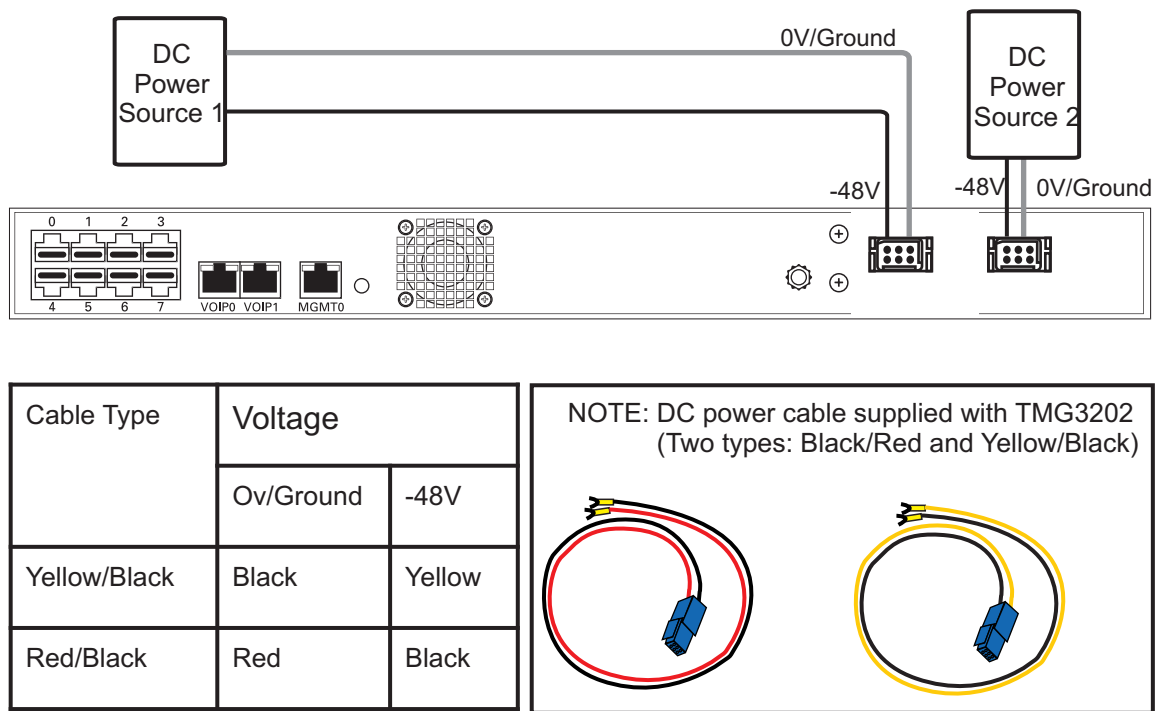 DC
Power
Source 1
0V/Ground
DC
Power
Source 2
-48V
-48V
0V/Ground
0 1 2 3
4 5 6 7
VOIP0 VOIP1 MGMT0
Cable Type
Voltage
Ov/Ground
-48V
Yellow/Black
Black
Yellow
Red/Black
Red
Black
NOTE: DC power cable supplied with TMG3202
(Two types: Black/Red and Yellow/Black)